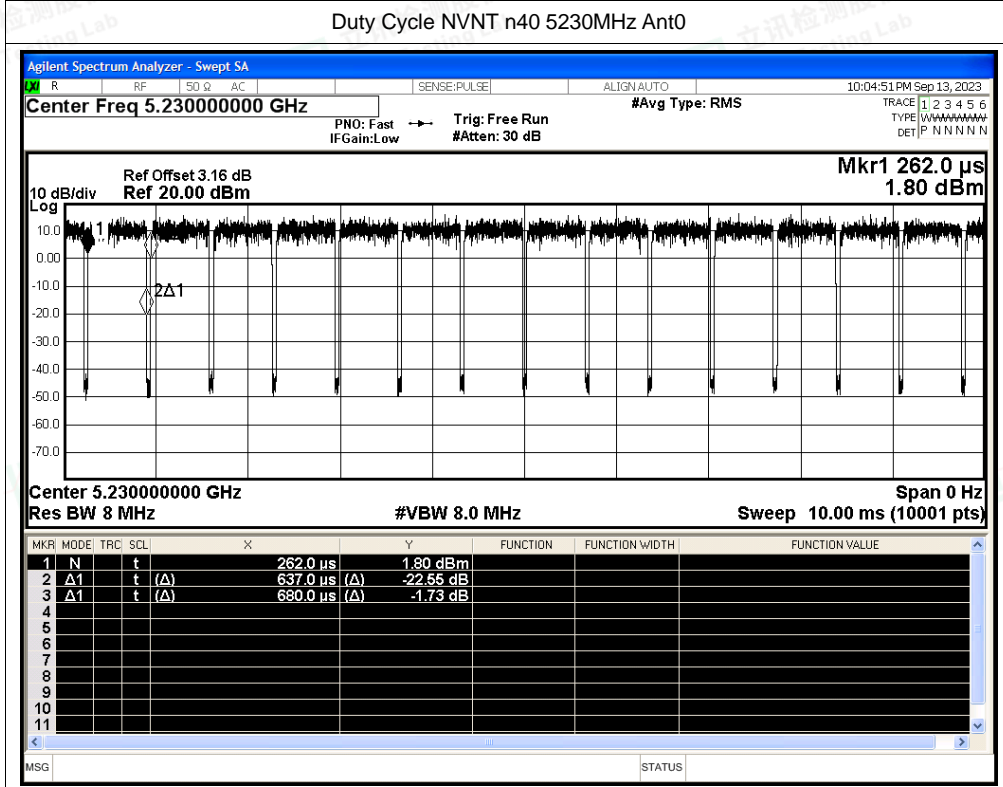 Duty Cycle NVNT n40 5230MHz Ant0
Agilent Spectrum Analyzer - Swept SA
LXI R RF 50 Ω AC SENSE:PULSE ALIGN AUTO 10:04:51 PM Sep 13, 2023
Center Freq 5.230000000 GHz #Avg Type: RMS TRACE 1 2 3 4 5 6
PNO: Fast Trig: Free Run TYPE WWWWWW
IFGain:Low #Atten: 30 dB DET P N N N N N
Mkr1 262.0 µs
Ref Offset 3.16 dB
10 dB/div Ref 20.00 dBm 1.80 dBm
Log
10.0
1
0.00
-10.0
2Δ1
-20.0
-30.0
-40.0
-50.0
-60.0
-70.0
Center 5.230000000 GHz Span 0 Hz
Res BW 8 MHz #VBW 8.0 MHz Sweep 10.00 ms (10001 pts)
MKR MODE TRC SCL X Y FUNCTION FUNCTION WIDTH FUNCTION VALUE
1 N t 262.0 µs 1.80 dBm
2 Δ1 t (Δ) 637.0 µs (Δ) -22.55 dB
3 Δ1 t (Δ) 680.0 µs (Δ) -1.73 dB
4
5
6
7
8
9
10
11
MSG STATUS